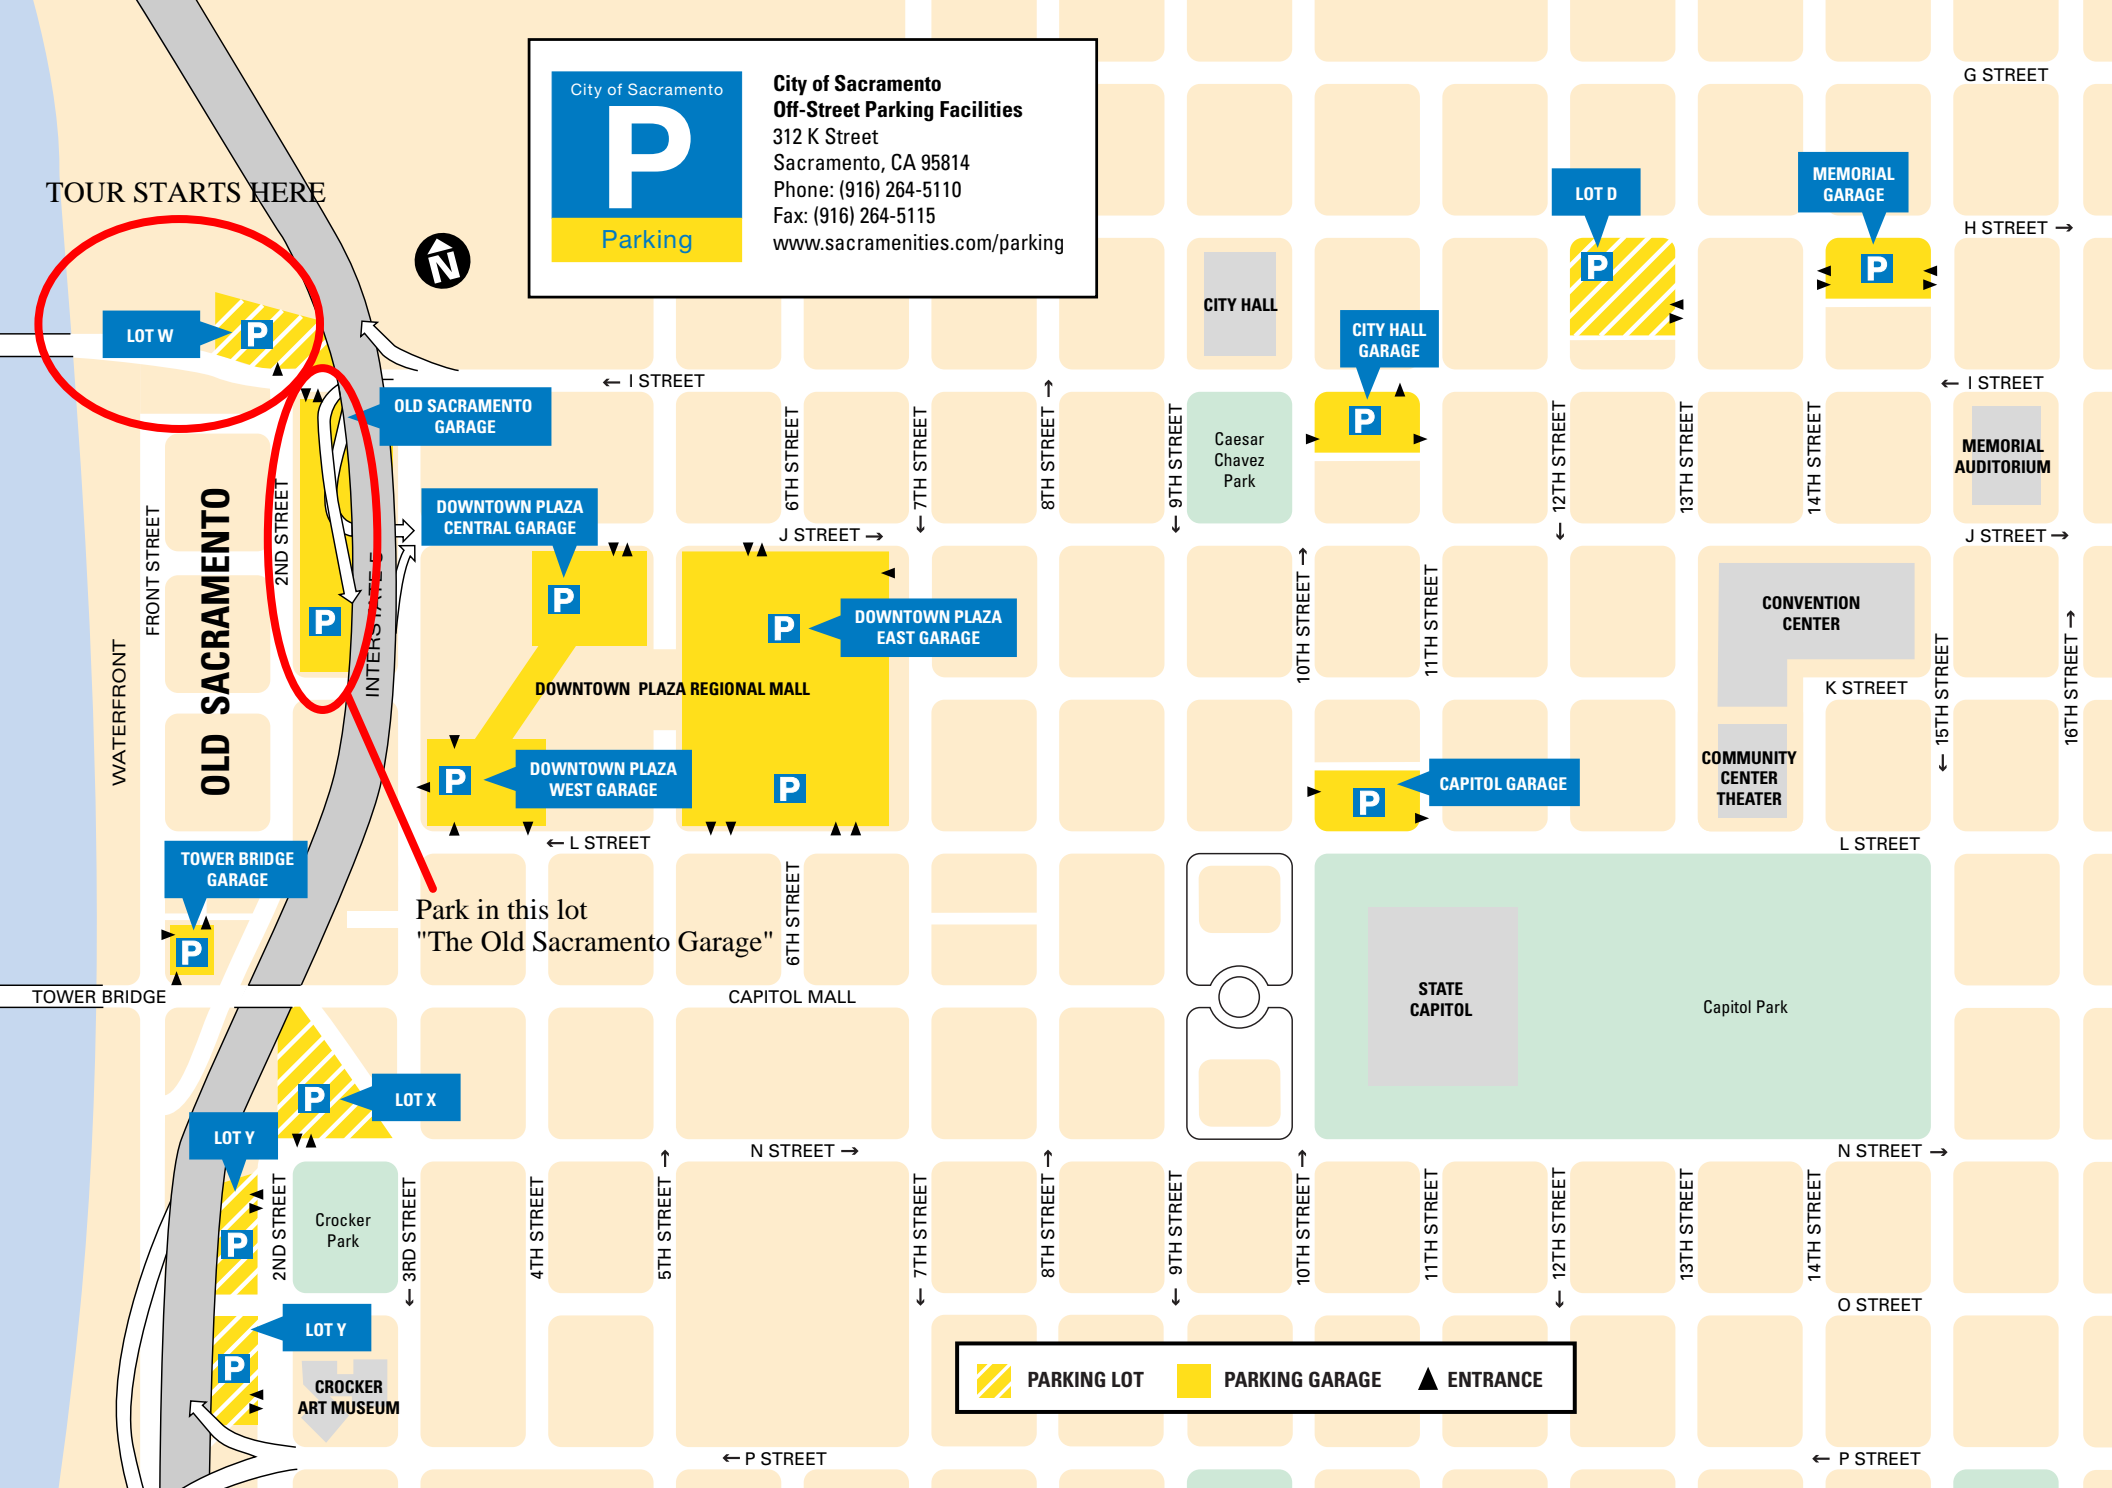 City of Sacramento
P
Parking
City of Sacramento
Off-Street Parking Facilities
312 K Street
Sacramento, CA 95814
Phone: (916) 264-5110
Fax: (916) 264-5115
www.sacramenities.com/parking
G STREET
TOUR STARTS HERE
N
LOT D
P
MEMORIAL
GARAGE
P
H STREET →
LOT W
P
CITY HALL
CITY HALL
GARAGE
P
← I STREET
← I STREET
OLD SACRAMENTO
GARAGE
P
Caesar
Chavez
Park
MEMORIAL
AUDITORIUM
6TH STREET
7TH STREET
8TH STREET
9TH STREET
12TH STREET
13TH STREET
14TH STREET
2ND STREET
FRONT STREET
OLD SACRAMENTO
WATERFRONT
INTERSTATE 5
DOWNTOWN PLAZA
CENTRAL GARAGE
P
J STREET →
J STREET →
DOWNTOWN PLAZA
EAST GARAGE
P
P
DOWNTOWN PLAZA REGIONAL MALL
10TH STREET
11TH STREET
CONVENTION
CENTER
K STREET
15TH STREET
16TH STREET
DOWNTOWN PLAZA
WEST GARAGE
P
CAPITOL GARAGE
P
COMMUNITY
CENTER
THEATER
← L STREET
L STREET
TOWER BRIDGE
GARAGE
P
Park in this lot
"The Old Sacramento Garage"
6TH STREET
TOWER BRIDGE
CAPITOL MALL
STATE
CAPITOL
Capitol Park
LOT X
P
LOT Y
P
N STREET →
N STREET →
2ND STREET
Crocker
Park
3RD STREET
4TH STREET
5TH STREET
7TH STREET
8TH STREET
9TH STREET
10TH STREET
11TH STREET
12TH STREET
13TH STREET
14TH STREET
O STREET
LOT Y
P
CROCKER
ART MUSEUM
PARKING LOT
PARKING GARAGE
ENTRANCE
← P STREET
← P STREET